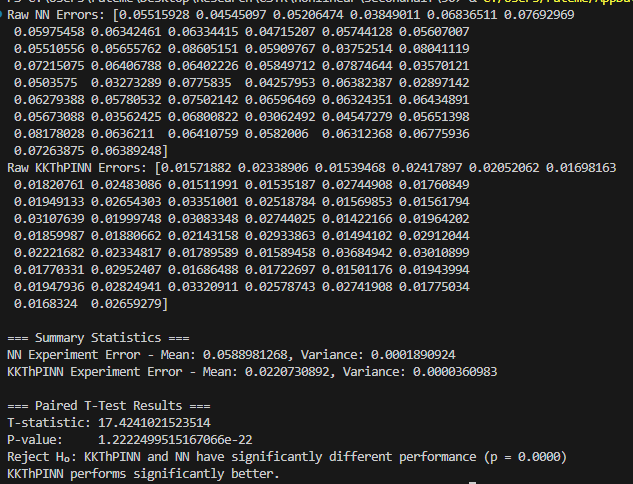 Raw NN Errors: [0.05515928 0.04545097 0.05206474 0.03849011 0.06836511 0.07692969
0.05975458 0.06342461 0.06334415 0.04715207 0.05744128 0.05607007
0.05510556 0.05655762 0.08605151 0.05909767 0.03752514 0.08041119
0.07215075 0.06406788 0.06402226 0.05849712 0.07874644 0.03570121
0.0503575  0.03273289 0.0775835  0.04257953 0.06382387 0.02897142
0.06279388 0.05780532 0.07502142 0.06596469 0.06324351 0.06434891
0.05673088 0.03562425 0.06800822 0.03062492 0.04547279 0.05651398
0.08178028 0.0636211  0.06410759 0.0582006  0.06312368 0.06775936
0.07263875 0.06389248]
Raw KKThPINN Errors: [0.01571882 0.02338906 0.01539468 0.02417897 0.02052062 0.01698163
0.01820761 0.02483086 0.01511991 0.01535187 0.02744908 0.01760849
0.01949133 0.02654303 0.03351001 0.02518784 0.01569853 0.01561794
0.03107639 0.01999748 0.03083348 0.02744025 0.01422166 0.01964202
0.01859987 0.01880662 0.02143158 0.02933863 0.01494102 0.02912044
0.02221682 0.02334817 0.01789589 0.01589458 0.03684942 0.03010899
0.01770331 0.02952407 0.01686488 0.01722697 0.01501176 0.01943994
0.01947936 0.02824941 0.03320911 0.02578743 0.02741908 0.01775034
0.0168324  0.02659279]
=== Summary Statistics ===
NN Experiment Error - Mean: 0.0588981268, Variance: 0.0001890924
KKThPINN Experiment Error - Mean: 0.0220730892, Variance: 0.0000360983
=== Paired T-Test Results ===
T-statistic: 17.4241021523514
P-value:     1.2222499515167066e-22
Reject H₀: KKThPINN and NN have significantly different performance (p = 0.0000)
KKThPINN performs significantly better.